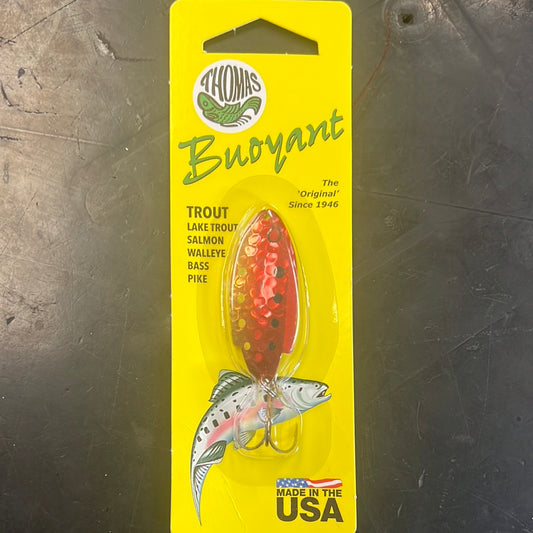 THOMAS
Buoyant
The
'Original'
Since 1946
TROUT
LAKE TROUT
SALMON
WALLEYE
BASS
PIKE
MADE IN THE
USA